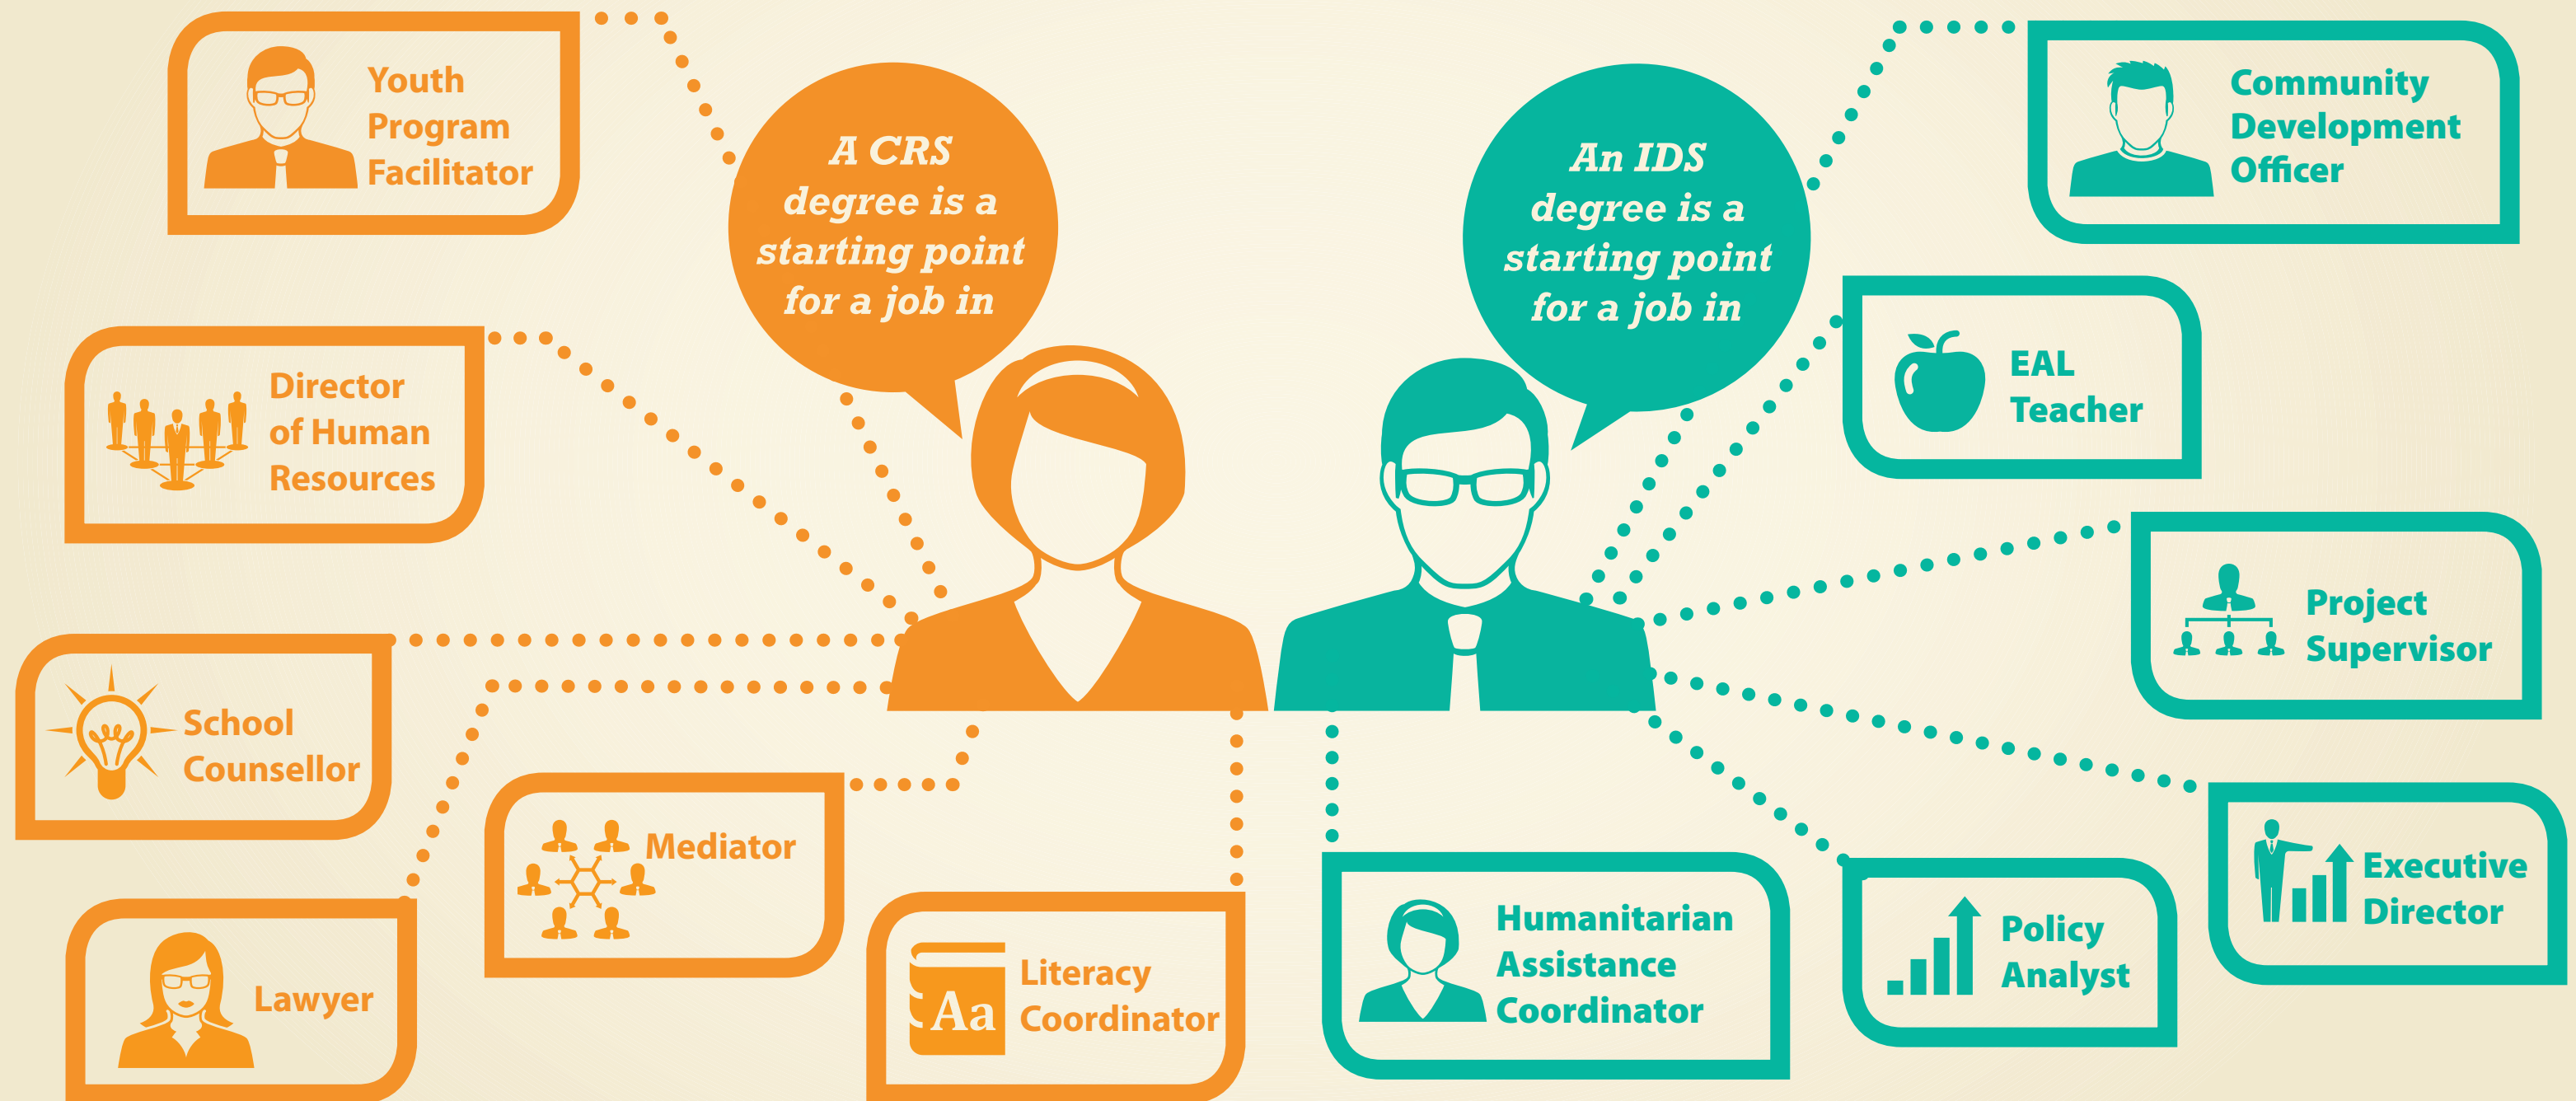 Youth
Program
Facilitator
A CRS
degree is a
starting point
for a job in
Director
of Human
Resources
School
Counsellor
Mediator
Lawyer
Aa
Literacy
Coordinator
An IDS
degree is a
starting point
for a job in
Community
Development
Officer
EAL
Teacher
Project
Supervisor
Executive
Director
Policy
Analyst
Humanitarian
Assistance
Coordinator